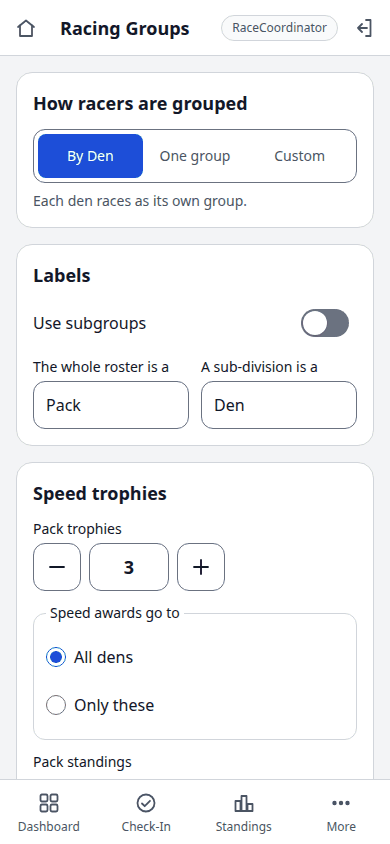 Racing Groups
RaceCoordinator
How racers are grouped
By Den
One group
Custom
Each den races as its own group.
Labels
Use subgroups
The whole roster is a
A sub-division is a
Pack
Den
Speed trophies
Pack trophies
3
Speed awards go to
All dens
Only these
Pack standings
Dashboard
Check-In
Standings
More